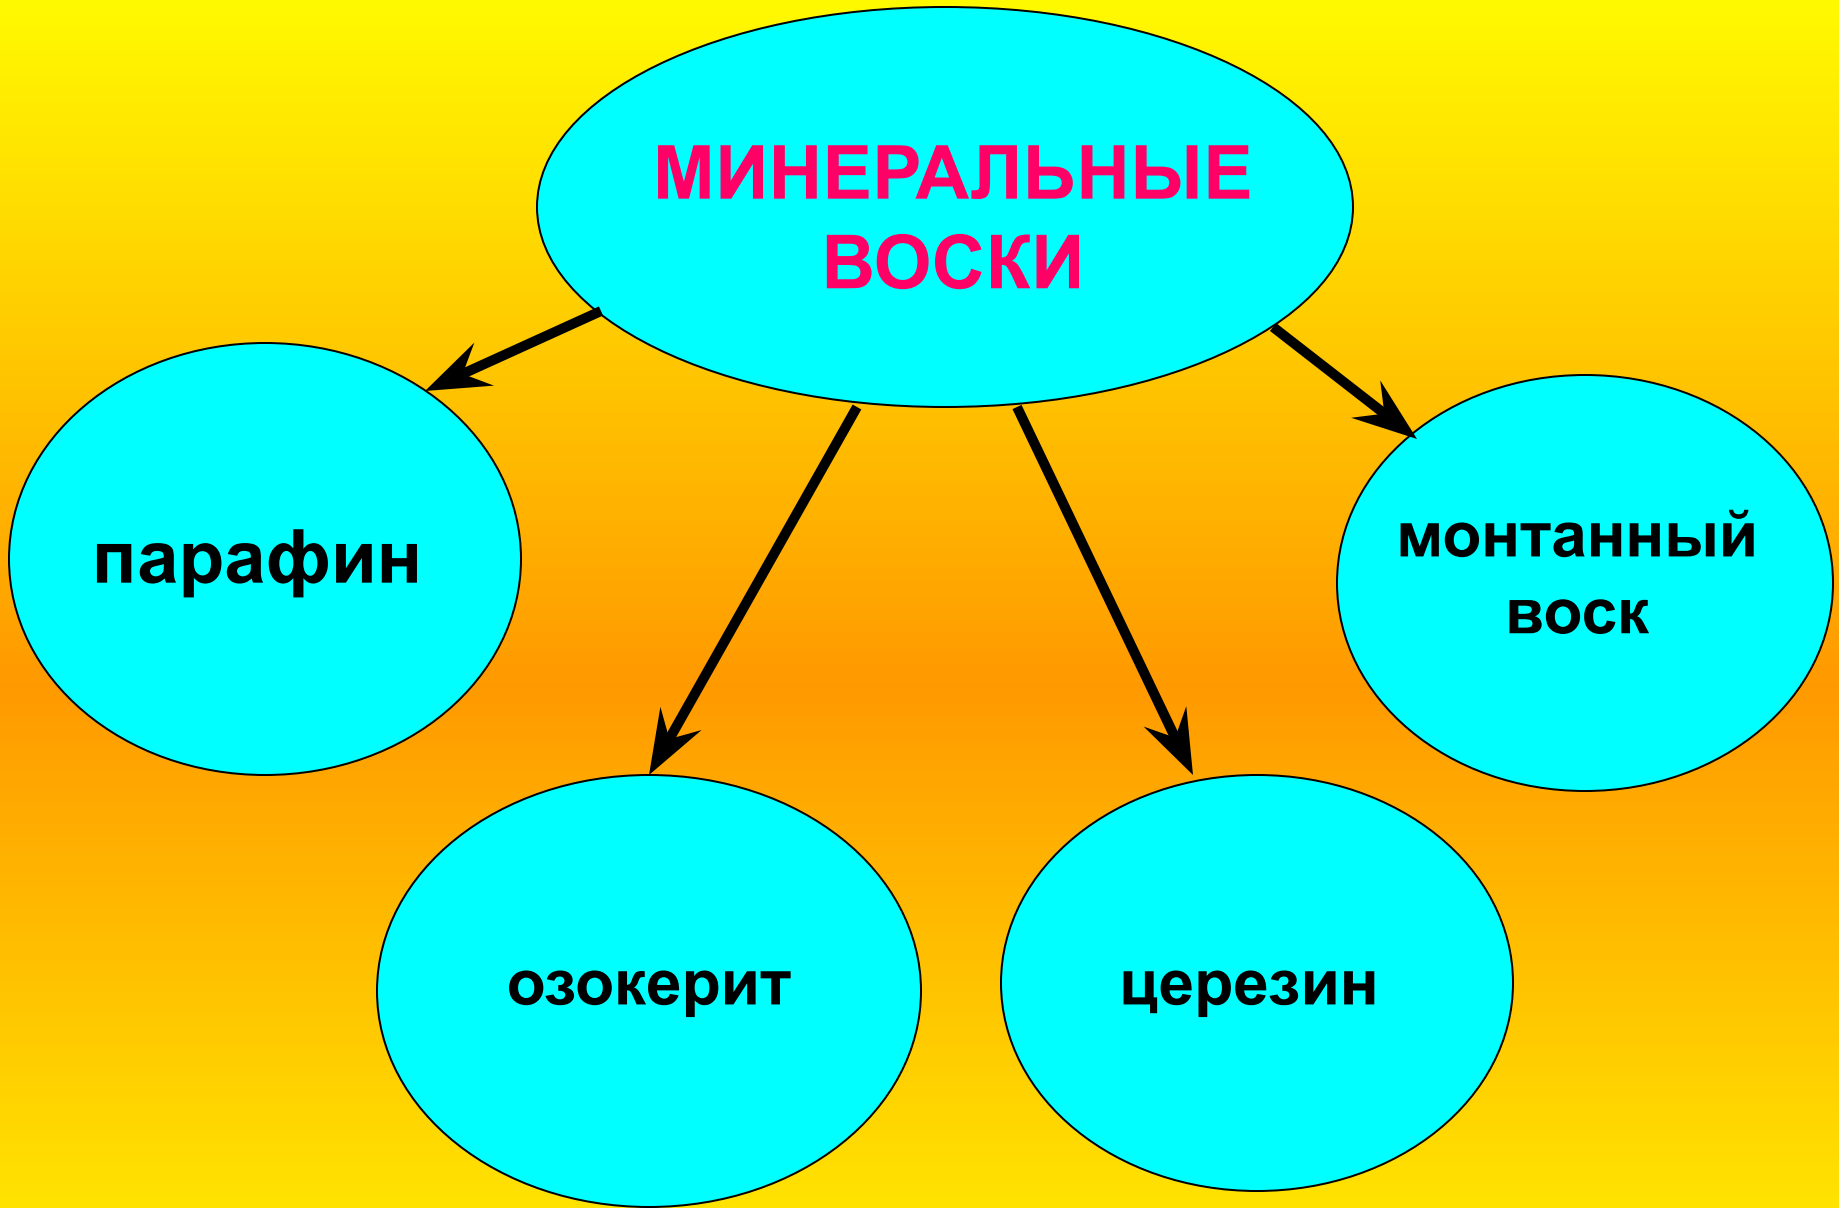 МИНЕРАЛЬНЫЕ
ВОСКИ
парафин
монтанный
воск
озокерит
церезин